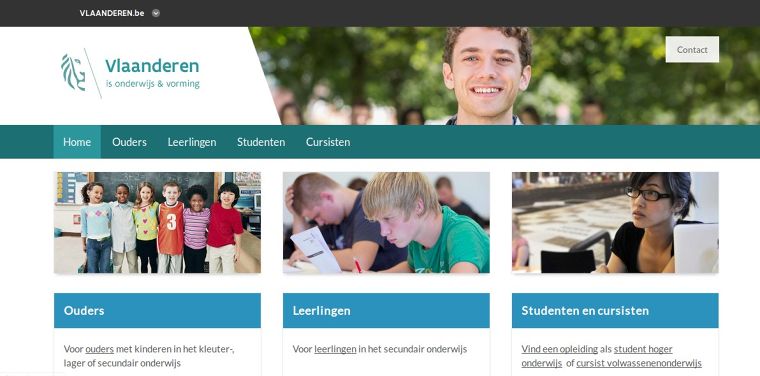 VLAANDEREN.be
Contact
Vlaanderen
is onderwijs & vorming
Home Ouders Leerlingen Studenten Cursisten
3
Ouders
Voor ouders met kinderen in het kleuter-,
lager of secundair onderwijs
Leerlingen
Voor leerlingen in het secundair onderwijs
Studenten en cursisten
Vind een opleiding als student hoger
onderwijs of cursist volwassenenonderwijs